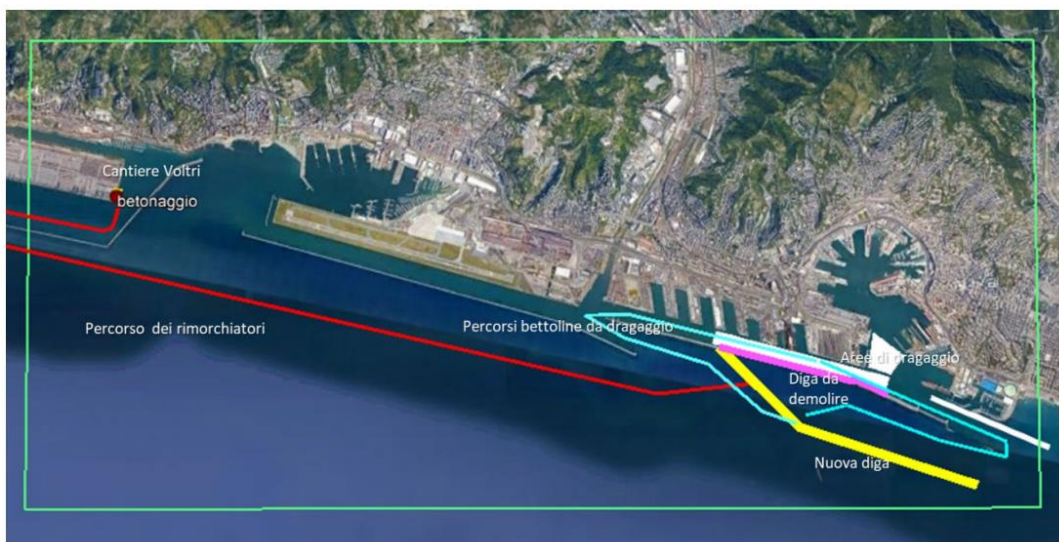 Cantiere Voltri
betonaggio
Percorso dei rimorchiatori
Percorsi bettoline da dragaggio
Aree di dragaggio
Diga da
demolire
Nuova diga